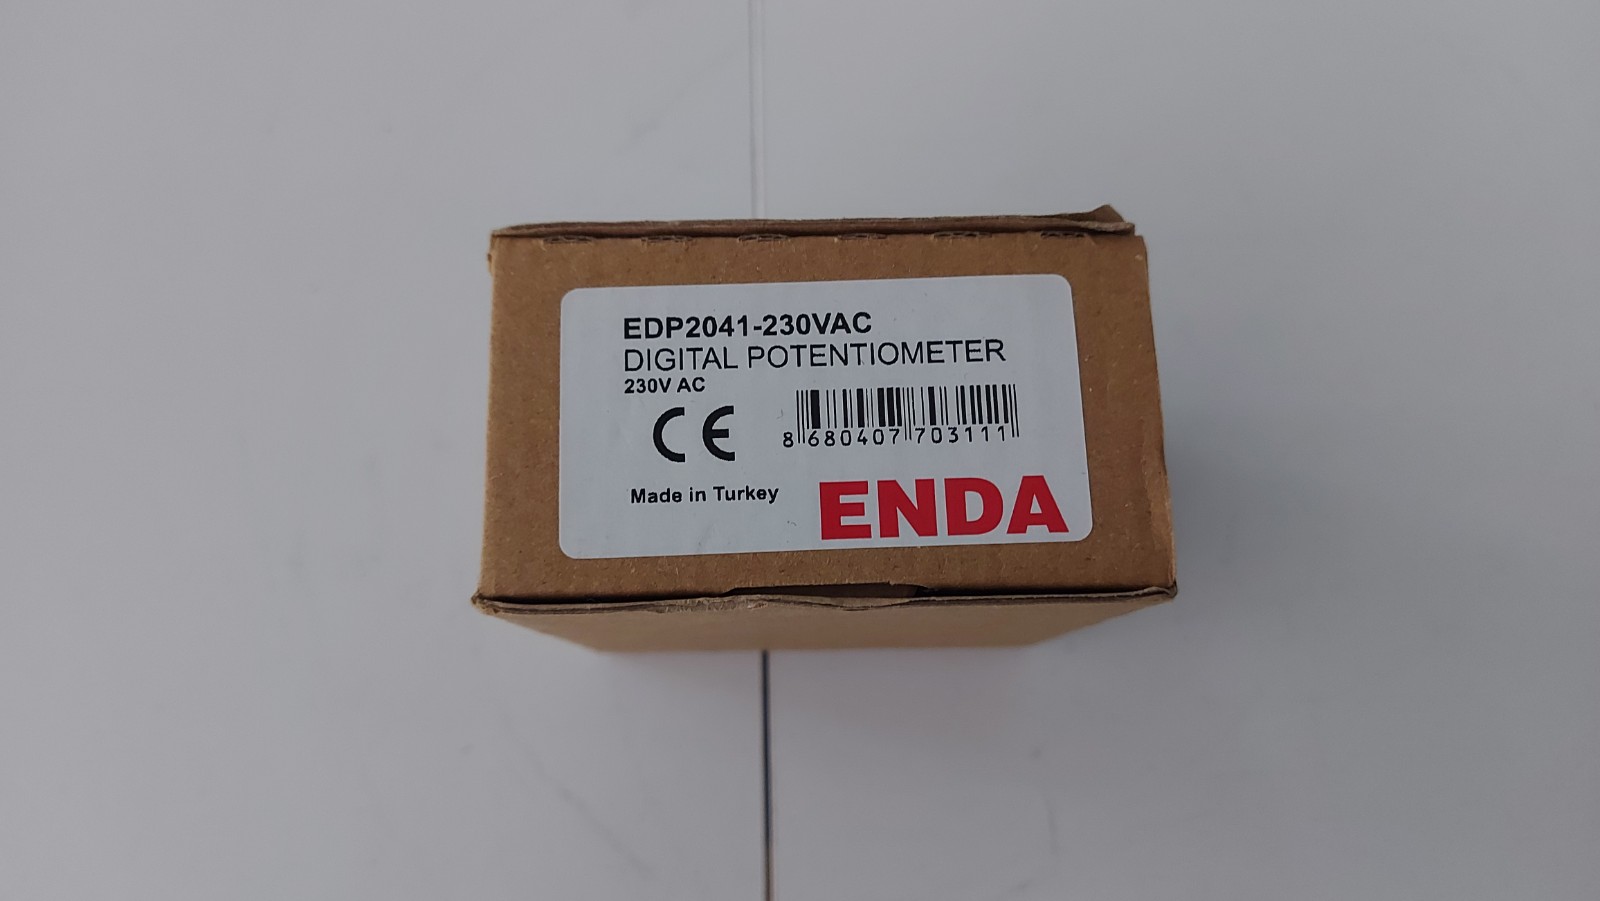 EDP2041-230VAC
DIGITAL POTENTIOMETER
230V AC
CE
8 680407 703111
Made in Turkey
ENDA